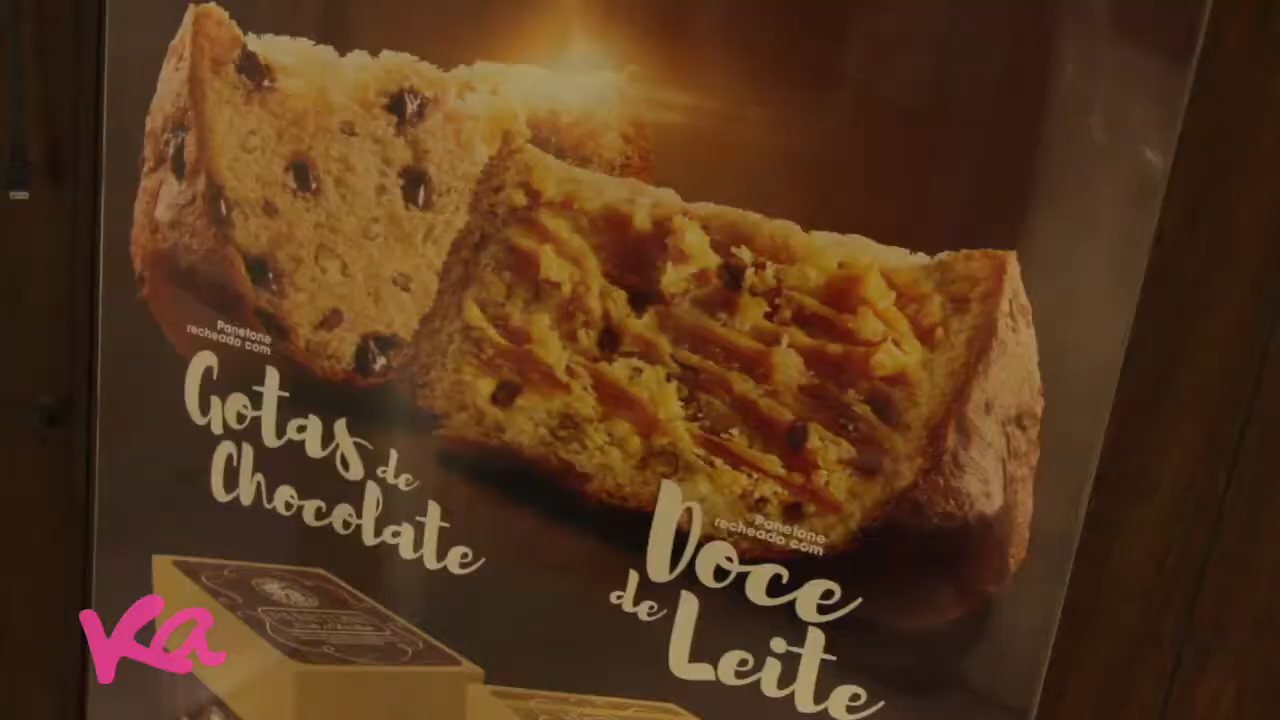 Panetone
recheado com
Gotas de
Chocolate
Panetone
recheado com
Doce
de Leite
Ka